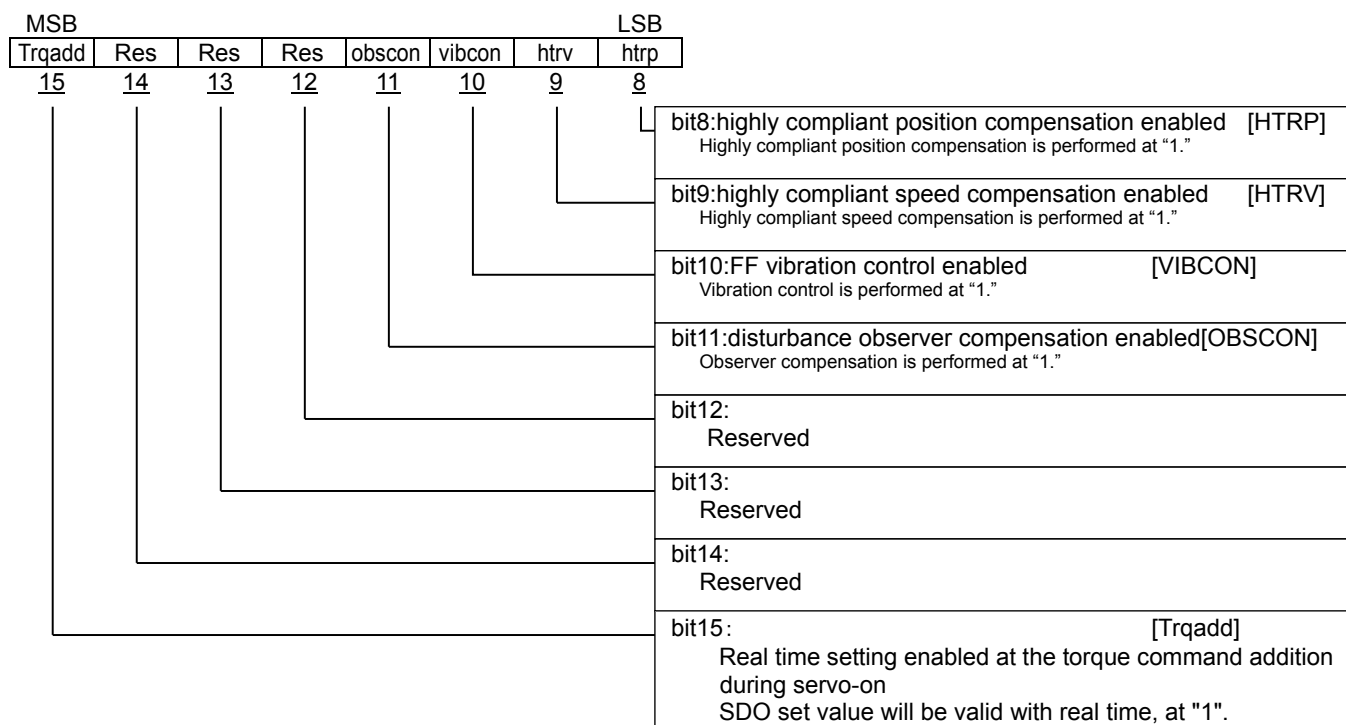 MSB LSB
Trqadd Res Res Res obscon vibcon htrv htrp
15 14 13 12 11 10 9 8
bit8:highly compliant position compensation enabled [HTRP]
Highly compliant position compensation is performed at “1.”
bit9:highly compliant speed compensation enabled [HTRV]
Highly compliant speed compensation is performed at “1.”
bit10:FF vibration control enabled [VIBCON]
Vibration control is performed at “1.”
bit11:disturbance observer compensation enabled[OBSCON]
Observer compensation is performed at “1.”
bit12:
Reserved
bit13:
Reserved
bit14:
Reserved
bit15: [Trqadd]
Real time setting enabled at the torque command addition
during servo-on
SDO set value will be valid with real time, at "1".